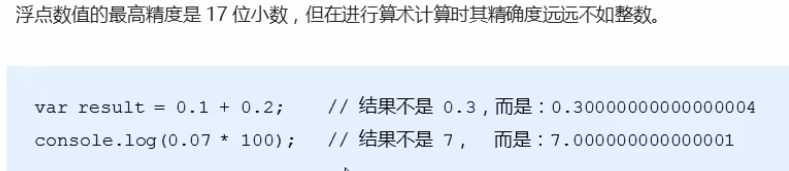 浮点数值的最高精度是 17 位小数，但在进行算术计算时其精确度远远不如整数。
var result = 0.1 + 0.2;    // 结果不是 0.3，而是：0.30000000000000004
console.log(0.07 * 100);   // 结果不是 7，  而是：7.000000000000001